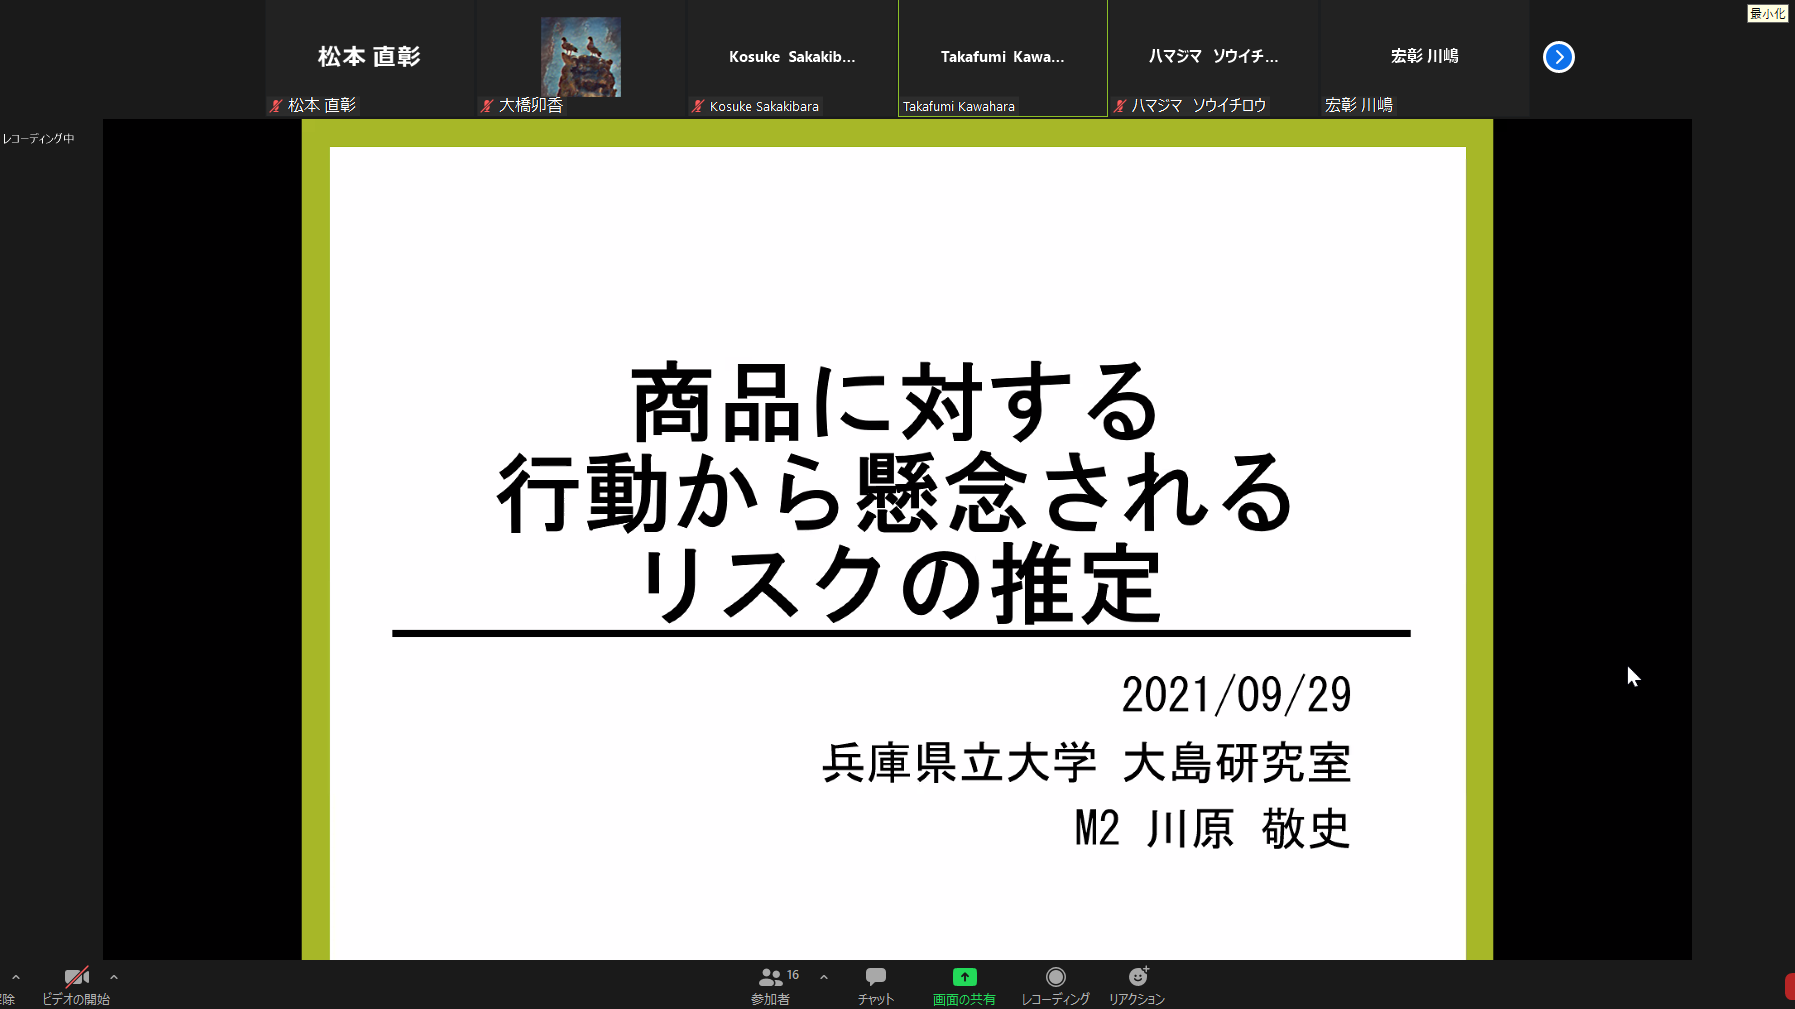 最小化
松本 直彰
Kosuke Sakakib...
Takafumi Kawa...
ハマジマ ソウイチ...
宏彰 川嶋
松本 直彰
大橋卯香
Kosuke Sakakibara
Takafumi Kawahara
ハマジマ ソウイチロウ
宏彰 川嶋
レコーディング中
商品に対する
行動から懸念される
リスクの推定
2021/09/29
兵庫県立大学 大島研究室
M2 川原 敬史
除
ビデオの開始
16
参加者
チャット
画面の共有
レコーディング
リアクション